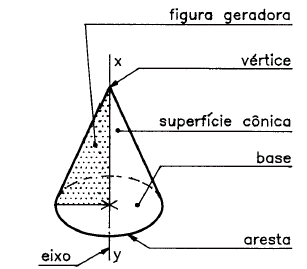 figura geradora
x
vértice
superfície cônica
base
aresta
eixo
y